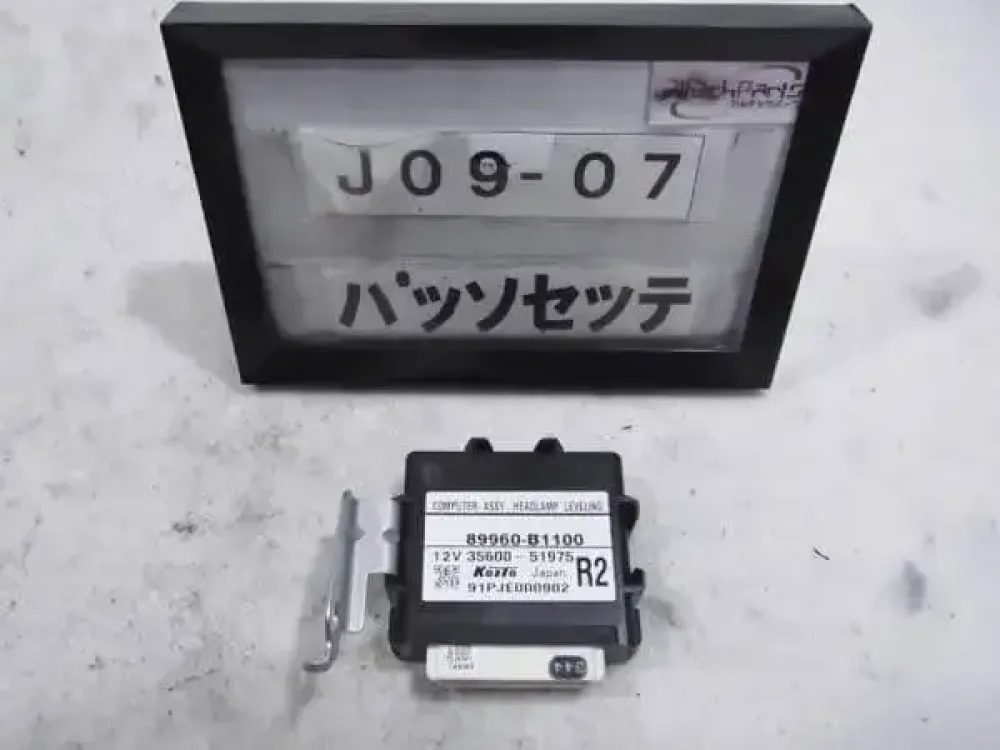 J09-07
パッソセッテ
COMPUTER ASSY, HEADLAMP LEVELING
89960-B1100
12V 35600-51975
Koito Japan R2
91PJE000902
344